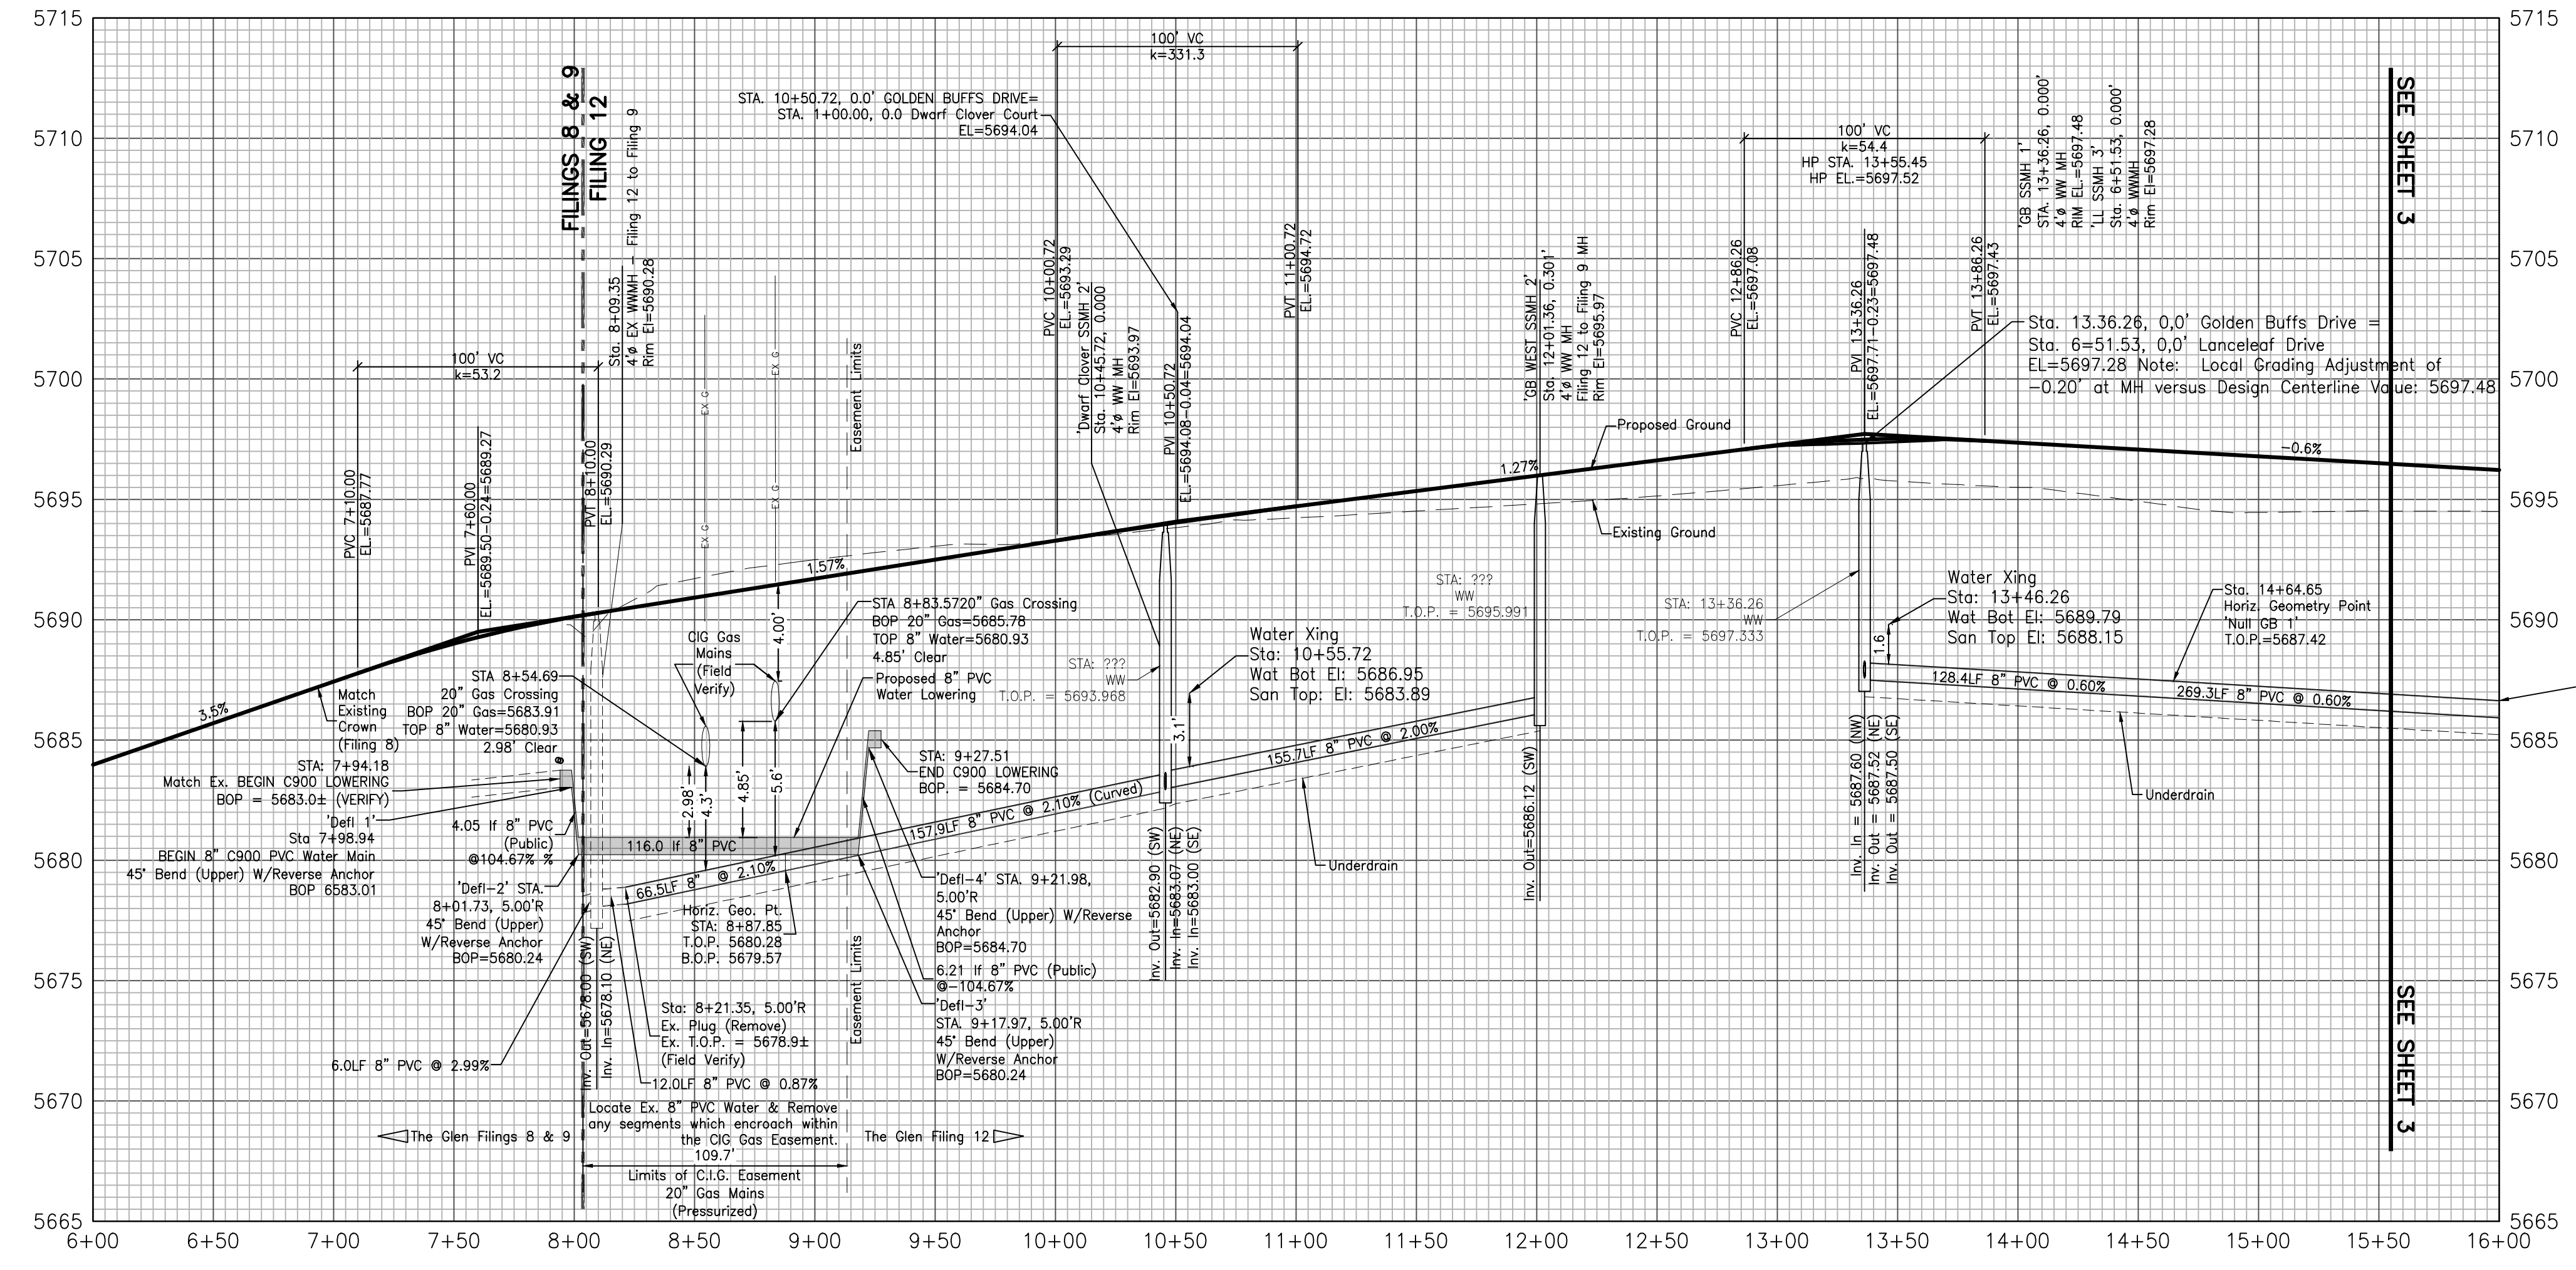 5715
5715
5710
5710
5705
5705
5700
5700
5695
5695
5690
5690
5685
5685
5680
5680
5675
5675
5670
5670
5665
5665
6+00
6+50
7+00
7+50
8+00
8+50
9+00
9+50
10+00
10+50
11+00
11+50
12+00
12+50
13+00
13+50
14+00
14+50
15+00
15+50
16+00
FILINGS 8 & 9
FILING 12
100' VC
k=53.2
PVC 7+10.00
EL.=5687.77
PVI 7+60.00
EL.=5689.50-0.24=5689.27
PVT 8+10.00
EL.=5690.29
Sta. 8+09.35
4'ø EX WWMH - Filing 12 to Filing 9
Rim El=5690.28
EX G
EX G
EX G
EX G
Easement Limits
100' VC
k=331.3
STA. 10+50.72, 0.0' GOLDEN BUFFS DRIVE=
STA. 1+00.00, 0.0 Dwarf Clover Court
EL=5694.04
PVC 10+00.72
EL.=5693.29
'Dwarf Clover SSMH 2'
Sta. 10+45.72, 0.000
4'ø WW MH
Rim El=5693.97
PVI 10+50.72
EL.=5694.08-0.04=5694.04
PVT 11+00.72
EL.=5694.72
'GB WEST SSMH 2'
Sta. 12+01.36, 0.301'
4'ø WW MH
Filing 12 to Filing 9 MH
Rim El=5695.97
100' VC
k=54.4
HP STA. 13+55.45
HP EL.=5697.52
PVC 12+86.26
EL.=5697.08
PVI 13+36.26
EL.=5697.71-0.23=5697.48
PVT 13+86.26
EL.=5697.43
'GB SSMH 1'
STA. 13+36.26, 0.000'
4'ø WW MH
RIM EL.=5697.48
'LL SSMH 3'
Sta. 6+51.53, 0.000'
4'ø WWMH
Rim El=5697.28
SEE SHEET 3
Sta. 13.36.26, 0,0' Golden Buffs Drive =
Sta. 6=51.53, 0,0' Lanceleaf Drive
EL=5697.28 Note: Local Grading Adjustment of
-0.20' at MH versus Design Centerline Value: 5697.48
3.5%
1.57%
1.27%
-0.6%
Proposed Ground
Existing Ground
Match
Existing
Crown
(Filing 8)
STA 8+54.69
20" Gas Crossing
BOP 20" Gas=5683.91
TOP 8" Water=5680.93
2.98' Clear
CIG Gas
Mains
(Field
Verify)
4.00'
STA 8+83.5720" Gas Crossing
BOP 20" Gas=5685.78
TOP 8" Water=5680.93
4.85' Clear
Proposed 8" PVC
Water Lowering
STA: ???
WW
T.O.P. = 5693.968
Water Xing
Sta: 10+55.72
Wat Bot El: 5686.95
San Top: El: 5683.89
3.1'
STA: ???
WW
T.O.P. = 5695.991
STA: 13+36.26
WW
T.O.P. = 5697.333
Water Xing
Sta: 13+46.26
Wat Bot El: 5689.79
San Top El: 5688.15
1.6
Sta. 14+64.65
Horiz. Geometry Point
'Null GB 1'
T.O.P.=5687.42
128.4LF 8" PVC @ 0.60%
269.3LF 8" PVC @ 0.60%
Underdrain
155.7LF 8" PVC @ 2.00%
157.9LF 8" PVC @ 2.10% (Curved)
Underdrain
STA: 7+94.18
Match Ex. BEGIN C900 LOWERING
BOP = 5683.0± (VERIFY)
@
'Defl 1'
Sta 7+98.94
BEGIN 8" C900 PVC Water Main
45° Bend (Upper) W/Reverse Anchor
BOP 6583.01
4.05 lf 8" PVC
(Public)
@104.67% %
'Defl-2' STA.
8+01.73, 5.00'R
45° Bend (Upper)
W/Reverse Anchor
BOP=5680.24
2.98'
4.3'
4.85'
5.6'
116.0 lf 8" PVC
66.5LF 8" @ 2.10%
STA: 9+27.51
END C900 LOWERING
BOP. = 5684.70
'Defl-4' STA. 9+21.98,
5.00'R
45° Bend (Upper) W/Reverse
Anchor
BOP=5684.70
6.21 lf 8" PVC (Public)
@-104.67%
'Defl-3'
STA. 9+17.97, 5.00'R
45° Bend (Upper)
W/Reverse Anchor
BOP=5680.24
Horiz. Geo. Pt.
STA: 8+87.85
T.O.P. 5680.28
B.O.P. 5679.57
Easement Limits
Sta: 8+21.35, 5.00'R
Ex. Plug (Remove)
Ex. T.O.P. = 5678.9±
(Field Verify)
6.0LF 8" PVC @ 2.99%
12.0LF 8" PVC @ 0.87%
Inv. Out=5678.00 (SW)
Inv. In=5678.10 (NE)
Inv. Out=5682.90 (SW)
Inv. In=5683.07 (NE)
Inv. In=5683.00 (SE)
Inv. Out=5686.12 (SW)
Inv. In = 5687.60 (NW)
Inv. Out = 5687.52 (NE)
Inv. Out = 5687.50 (SE)
Locate Ex. 8" PVC Water & Remove
any segments which encroach within
the CIG Gas Easement.
109.7'
Limits of C.I.G. Easement
20" Gas Mains
(Pressurized)
The Glen Filings 8 & 9
The Glen Filing 12
SEE SHEET 3